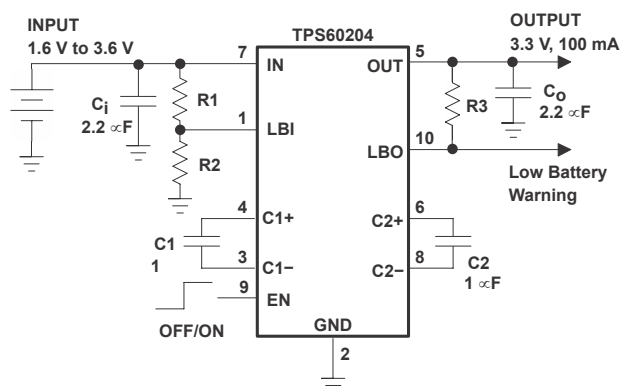 INPUT
1.6 V to 3.6 V
TPS60204
OUTPUT
3.3 V, 100 mA
7
IN
OUT
5
Ci
2.2 ∝F
R1
R3
Co
2.2 ∝F
1
LBI
R2
LBO
10
Low Battery
Warning
4
C1+
C2+
6
C1
1
3
C1−
C2−
8
C2
1 ∝F
9
EN
OFF/ON
GND
2